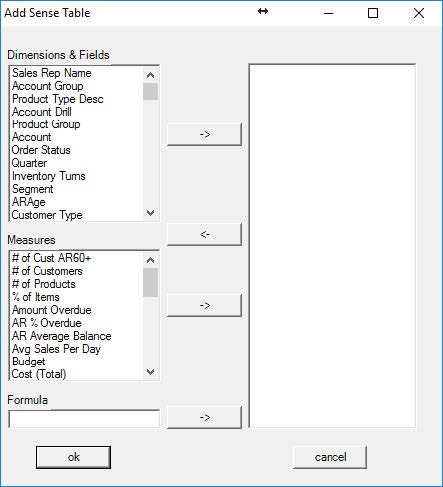 Add Sense Table
Dimensions & Fields
Sales Rep Name
Account Group
Product Type Desc
Account Drill
Product Group
Account
Order Status
Quarter
Inventory Turns
Segment
ARAge
Customer Type
->
<-
Measures
# of Cust AR60+
# of Customers
# of Products
% of Items
Amount Overdue
AR % Overdue
AR Average Balance
Avg Sales Per Day
Budget
Cost (Total)
->
Formula
->
ok
cancel